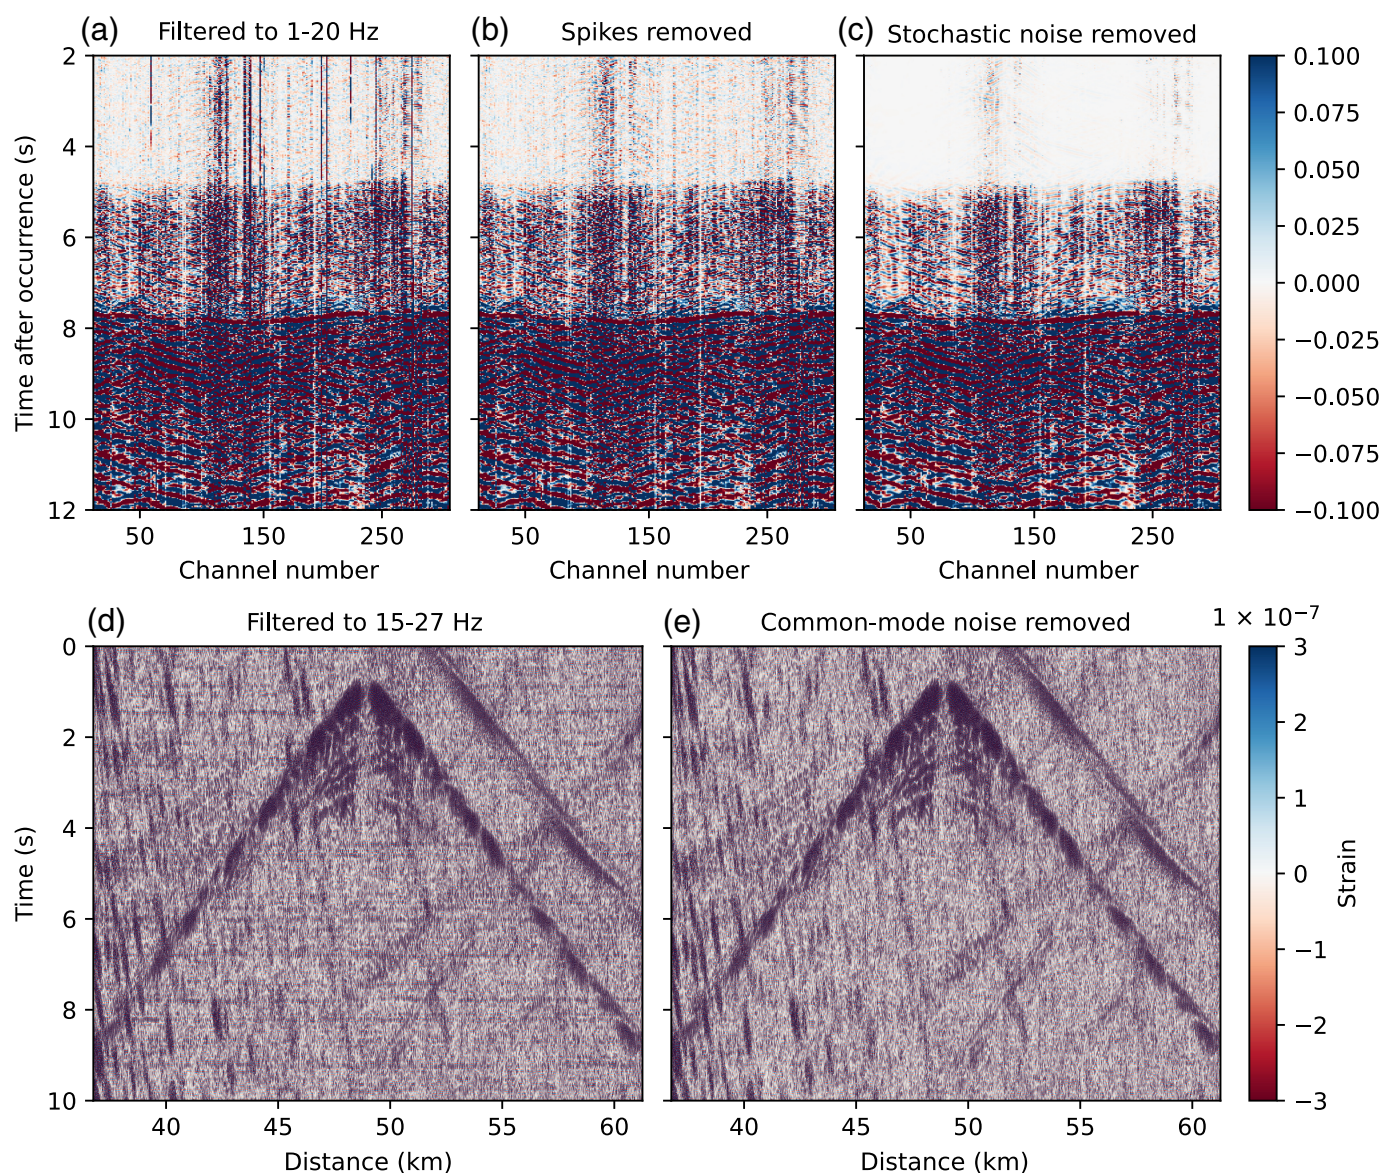 (a) Filtered to 1-20 Hz
(b) Spikes removed
(c) Stochastic noise removed
Time after occurrence (s)
2
4
6
8
10
12
50 150 250
Channel number
50 150 250
Channel number
50 150 250
Channel number
0.100
0.075
0.050
0.025
0.000
−0.025
−0.050
−0.075
−0.100
(d) Filtered to 15-27 Hz
(e) Common-mode noise removed
1 × 10⁻⁷
Time (s)
0
2
4
6
8
10
40 45 50 55 60
Distance (km)
40 45 50 55 60
Distance (km)
3
2
1
0
−1
−2
−3
Strain